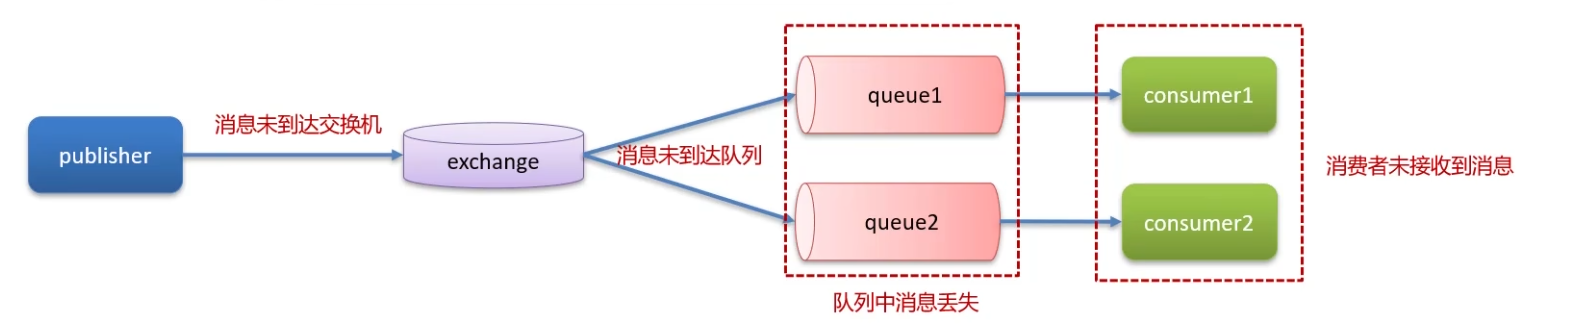 publisher
消息未到达交换机
exchange
消息未到达队列
queue1
queue2
队列中消息丢失
consumer1
consumer2
消费者未接收到消息